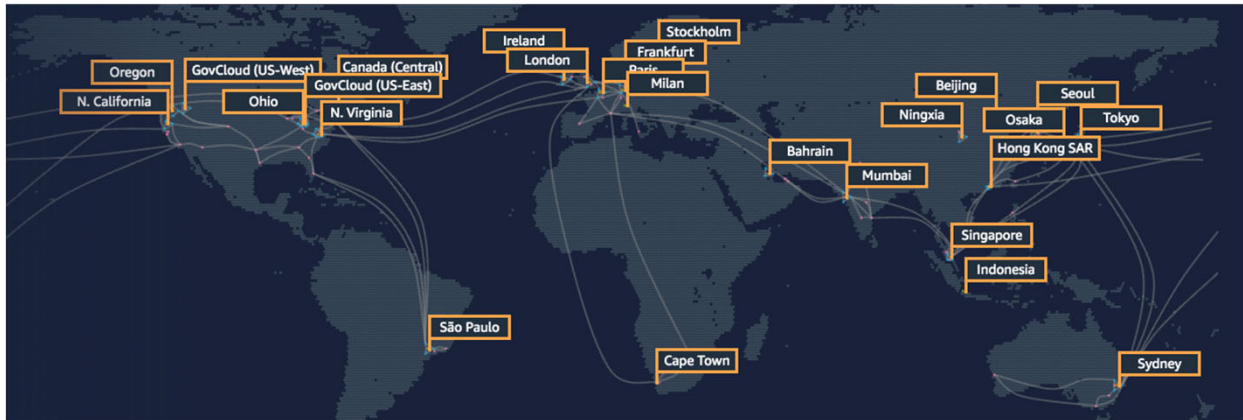 Stockholm
Ireland
Frankfurt
London
Paris
Milan
Oregon
GovCloud (US-West)
Canada (Central)
GovCloud (US-East)
N. California
Ohio
N. Virginia
Beijing
Seoul
Ningxia
Osaka
Tokyo
Hong Kong SAR
Bahrain
Mumbai
Singapore
Indonesia
São Paulo
Cape Town
Sydney